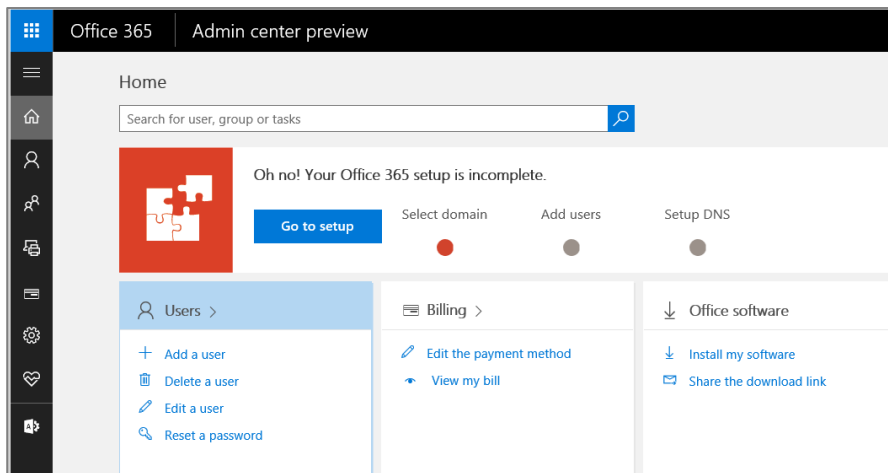 Office 365 Admin center preview
Home
Search for user, group or tasks
Oh no! Your Office 365 setup is incomplete.
Go to setup
Select domain
Add users
Setup DNS
Users >
Add a user
Delete a user
Edit a user
Reset a password
Billing >
Edit the payment method
View my bill
Office software
Install my software
Share the download link
A